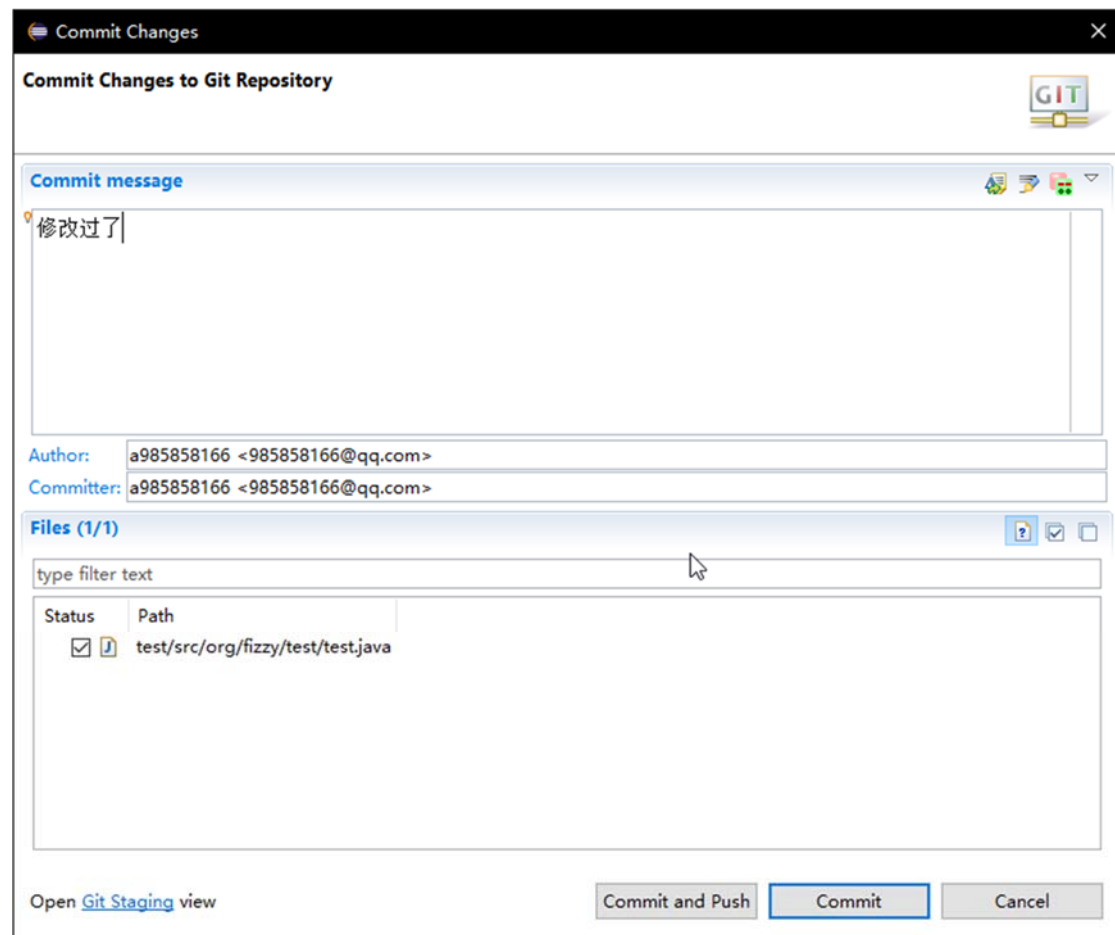 Commit Changes
Commit Changes to Git Repository
GIT
Commit message
修改过了
Author: a985858166 <985858166@qq.com>
Committer: a985858166 <985858166@qq.com>
Files (1/1)
type filter text
Status Path
test/src/org/fizzy/test/test.java
Open Git Staging view
Commit and Push Commit Cancel